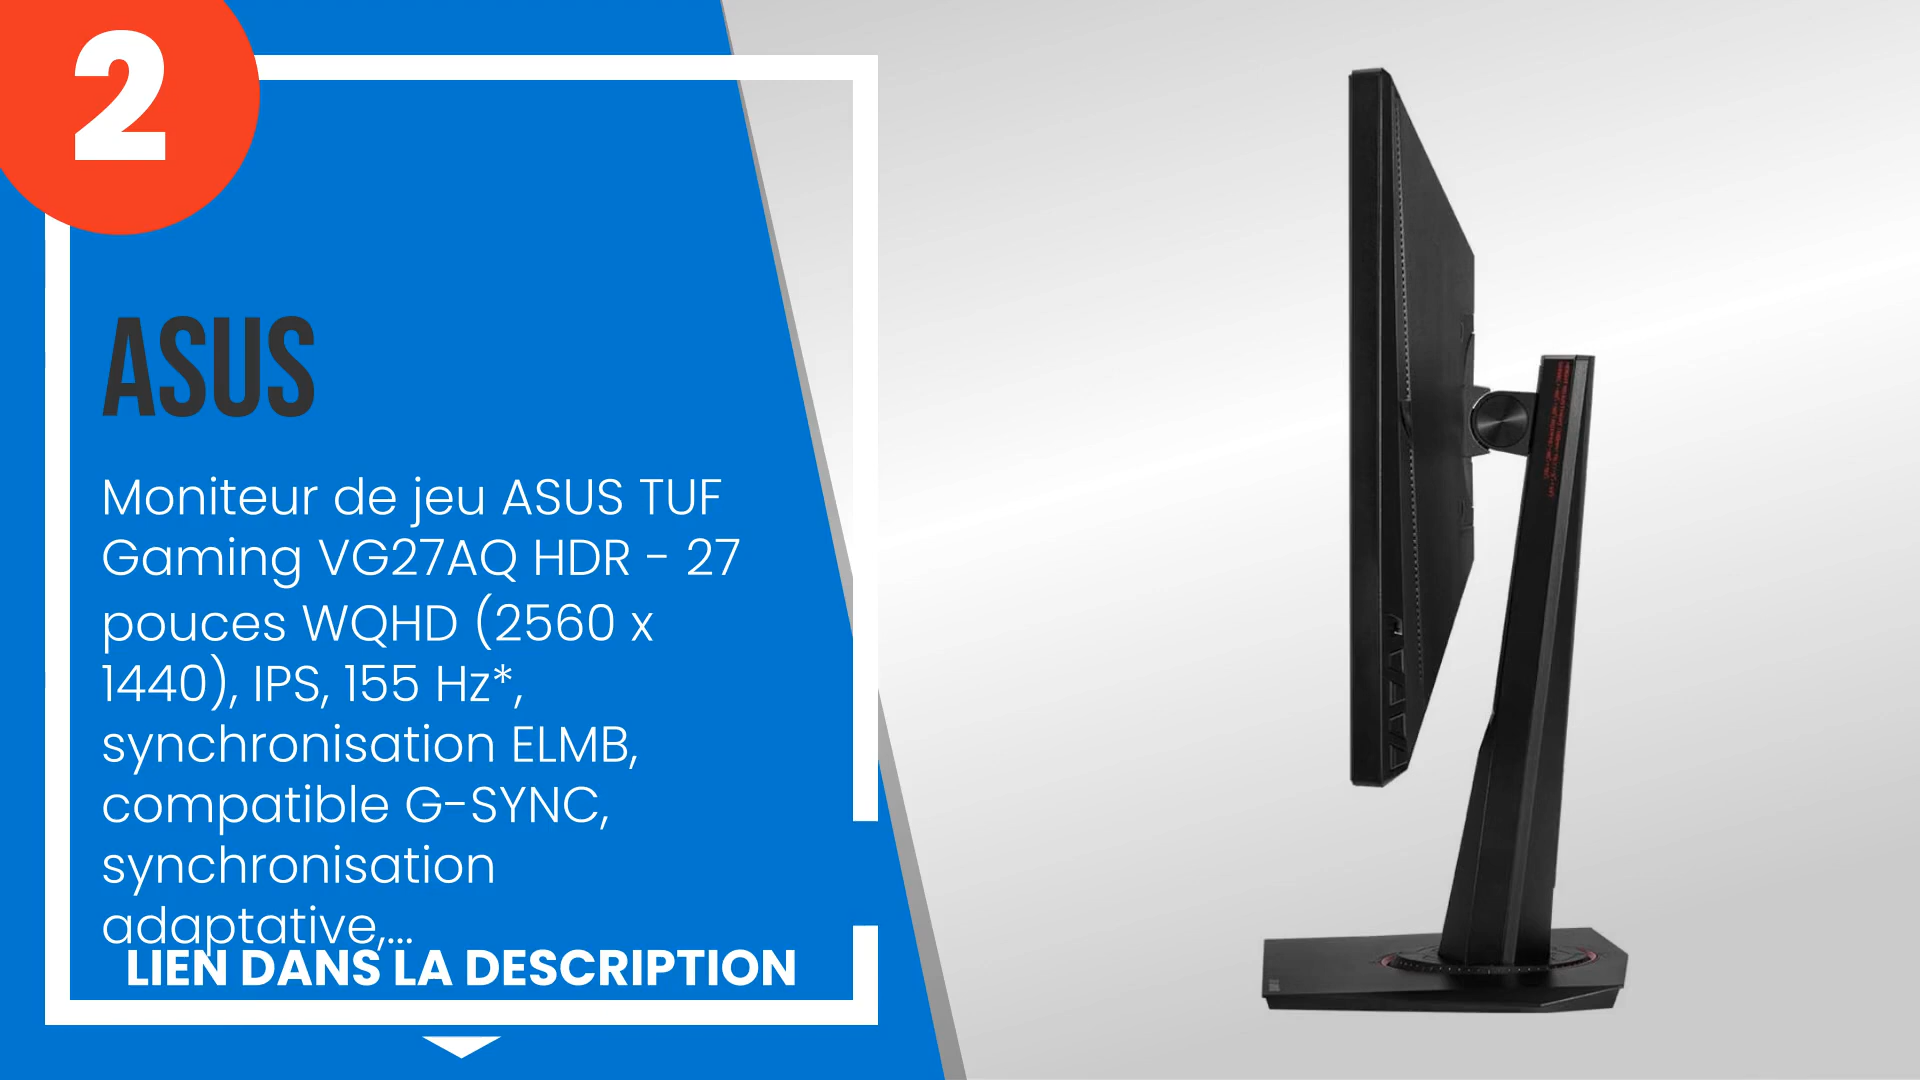 2
ASUS
Moniteur de jeu ASUS TUF
Gaming VG27AQ HDR - 27
pouces WQHD (2560 x
1440), IPS, 155 Hz*,
synchronisation ELMB,
compatible G-SYNC,
synchronisation
adaptative,...
LIEN DANS LA DESCRIPTION